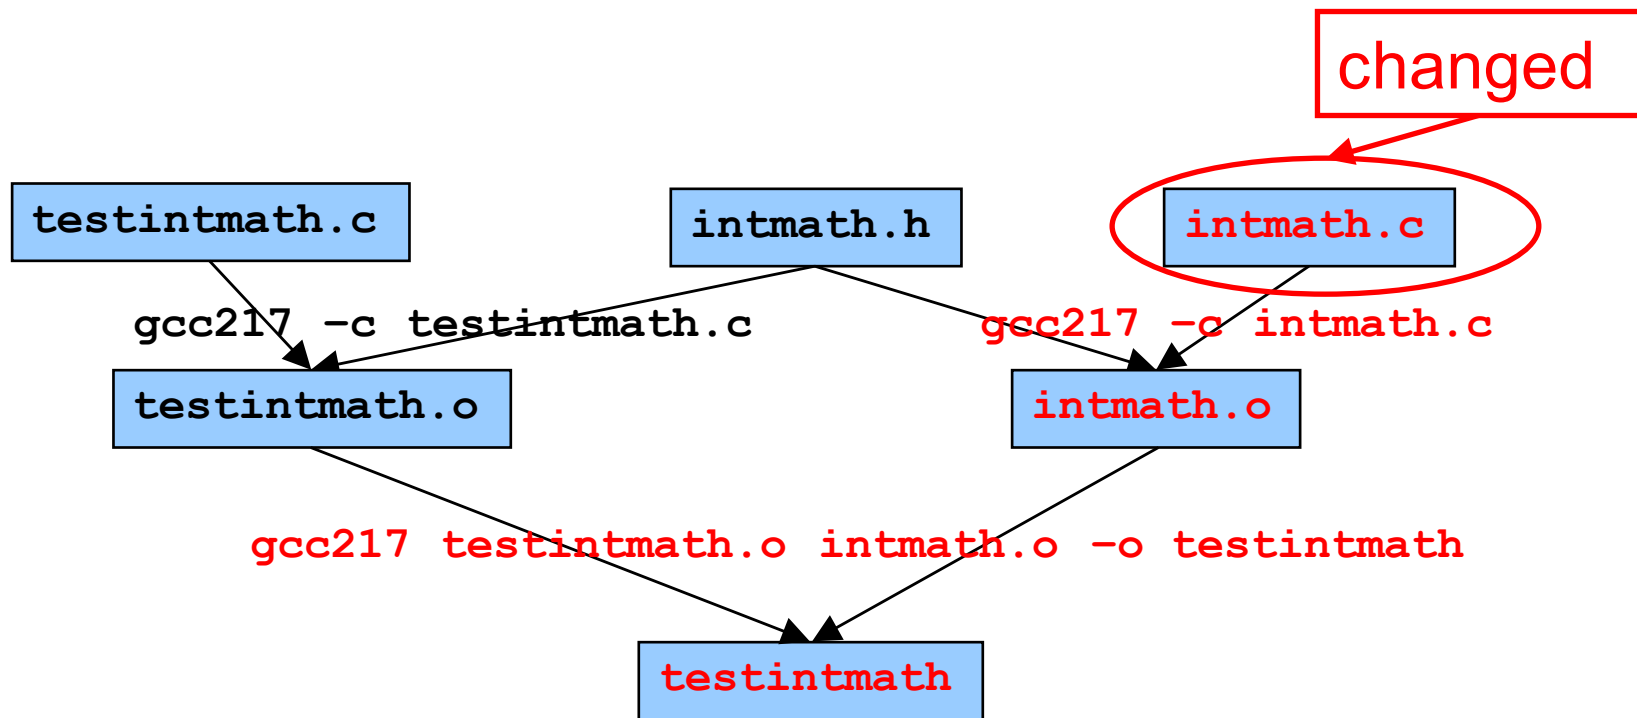 changed
testintmath.c
intmath.h
intmath.c
gcc217 –c testintmath.c
gcc217 –c intmath.c
testintmath.o
intmath.o
gcc217 testintmath.o intmath.o –o testintmath
testintmath